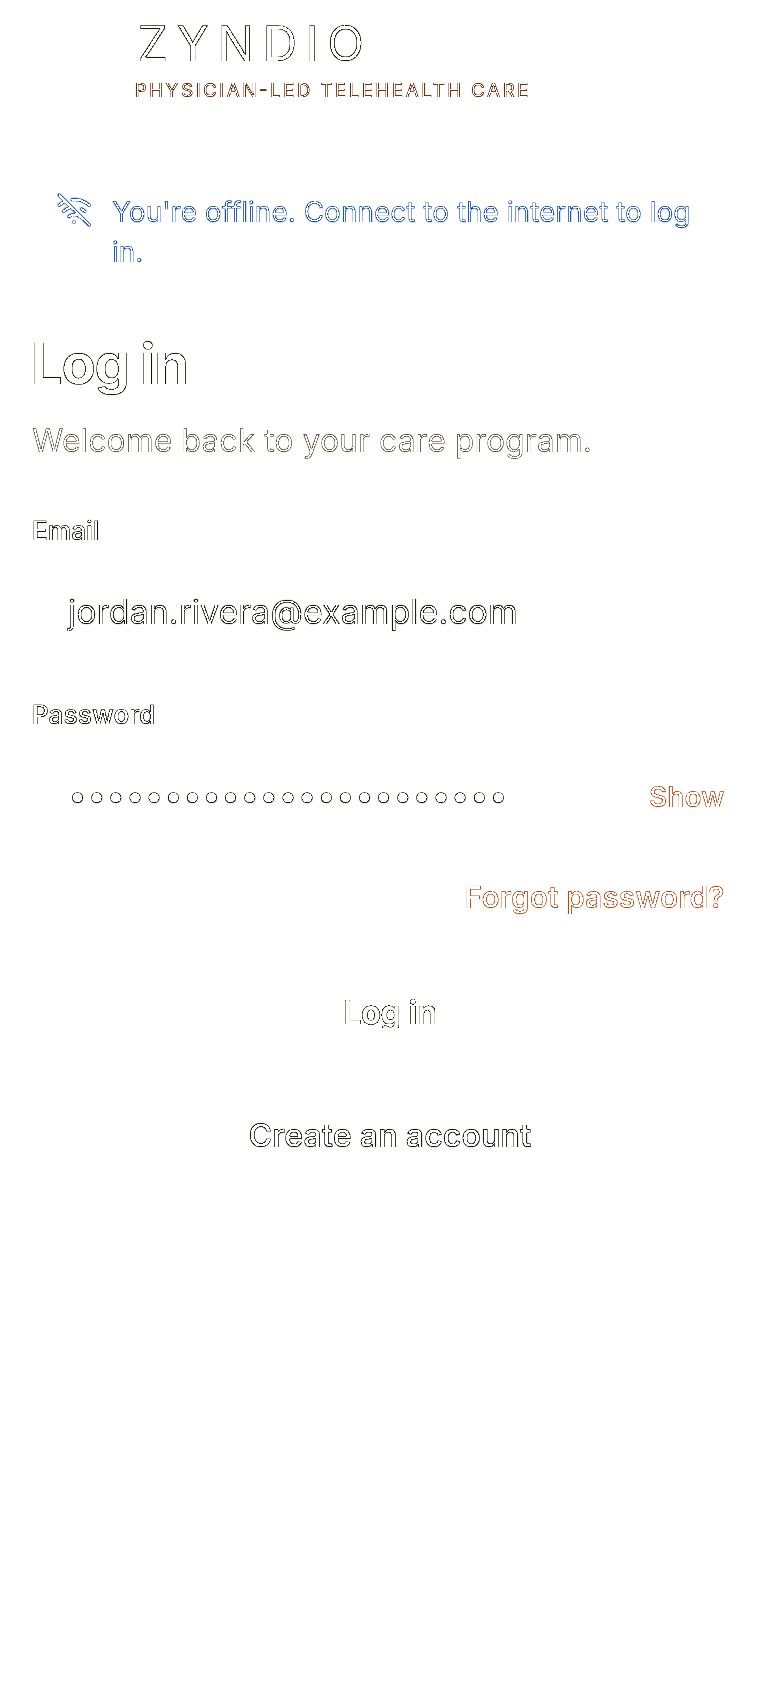 ZYNDIO
PHYSICIAN-LED TELEHEALTH CARE
You're offline. Connect to the internet to log
in.
Log in
Welcome back to your care program.
Email
jordan.rivera@example.com
Password
Show
Forgot password?
Log in
Create an account